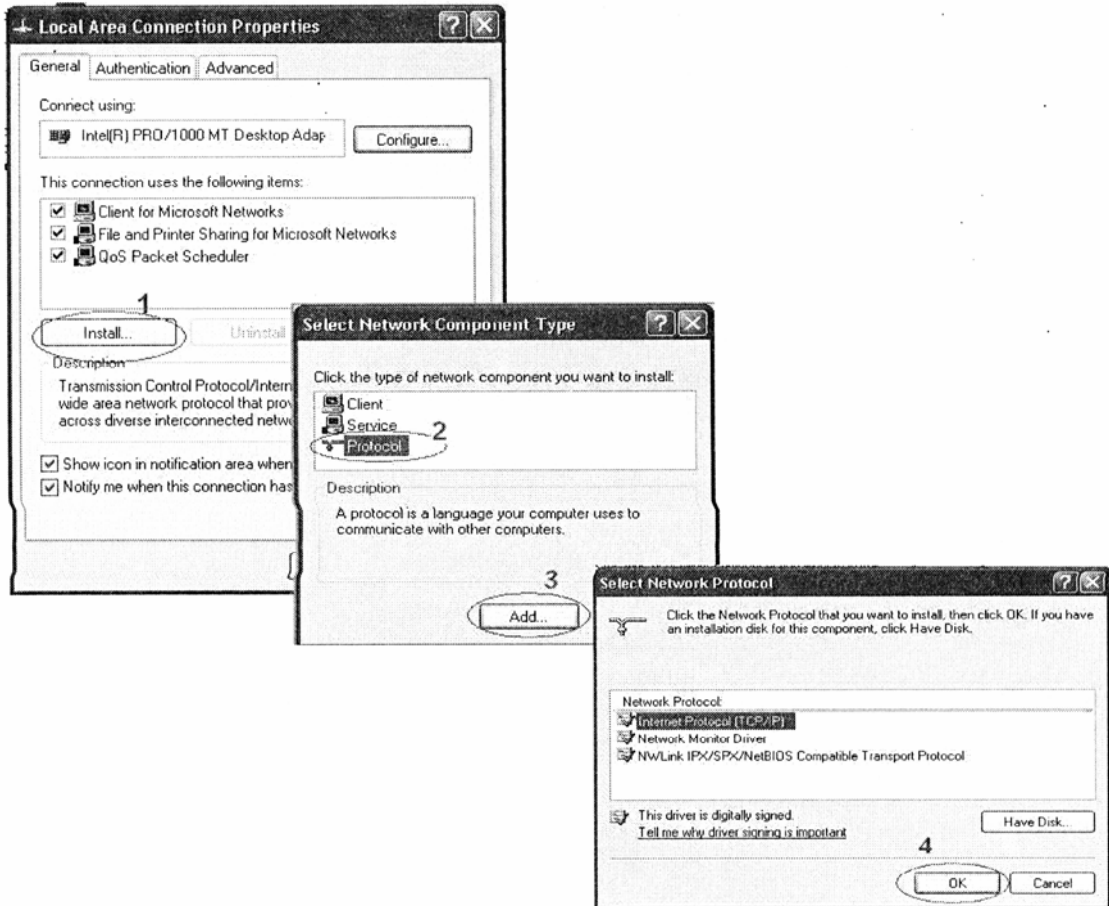 Local Area Connection Properties
General Authentication Advanced
Connect using:
Intel(R) PRO/1000 MT Desktop Adap
Configure...
This connection uses the following items:
Client for Microsoft Networks
File and Printer Sharing for Microsoft Networks
QoS Packet Scheduler
1
Install...
Uninstall
Description
Transmission Control Protocol/Intern
wide area network protocol that prov
across diverse interconnected netwo
Show icon in notification area when
Notify me when this connection has
Select Network Component Type
Click the type of network component you want to install:
Client
Service
2
Protocol
Description
A protocol is a language your computer uses to
communicate with other computers.
3
Add...
Select Network Protocol
Click the Network Protocol that you want to install, then click OK. If you have
an installation disk for this component, click Have Disk.
Network Protocol:
Internet Protocol (TCP/IP)
Network Monitor Driver
NWLink IPX/SPX/NetBIOS Compatible Transport Protocol
This driver is digitally signed.
Tell me why driver signing is important
Have Disk...
4
OK
Cancel